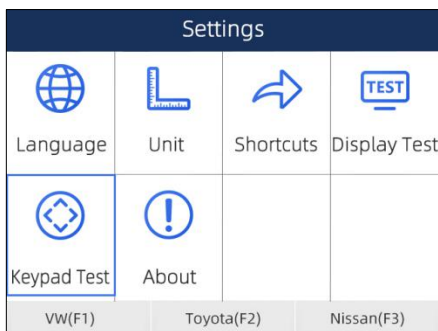 Settings
TEST
Language Unit Shortcuts Display Test
Keypad Test About
VW(F1) Toyota(F2) Nissan(F3)